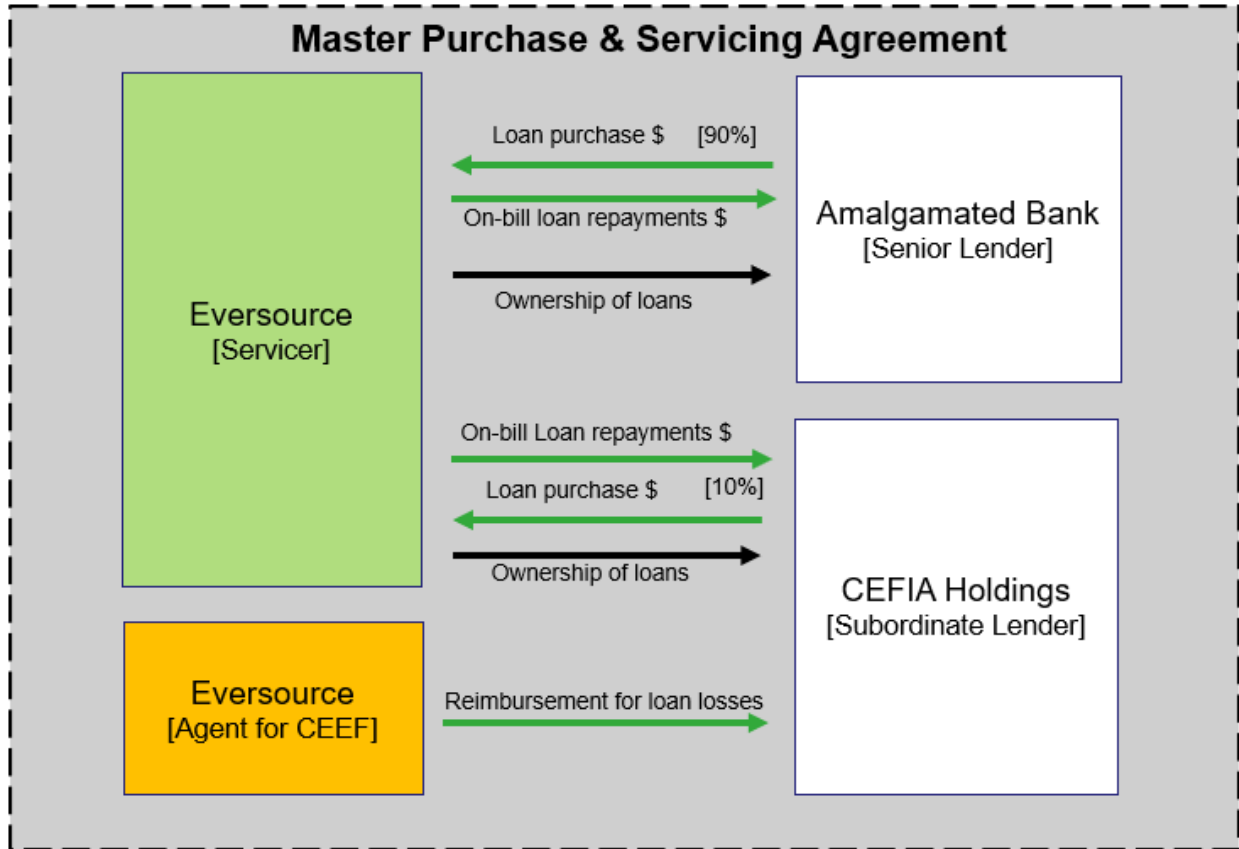 Master Purchase & Servicing Agreement
Loan purchase $ [90%]
On-bill loan repayments $
Ownership of loans
Amalgamated Bank
[Senior Lender]
Eversource
[Servicer]
On-bill Loan repayments $
Loan purchase $ [10%]
Ownership of loans
CEFIA Holdings
[Subordinate Lender]
Eversource
[Agent for CEEF]
Reimbursement for loan losses